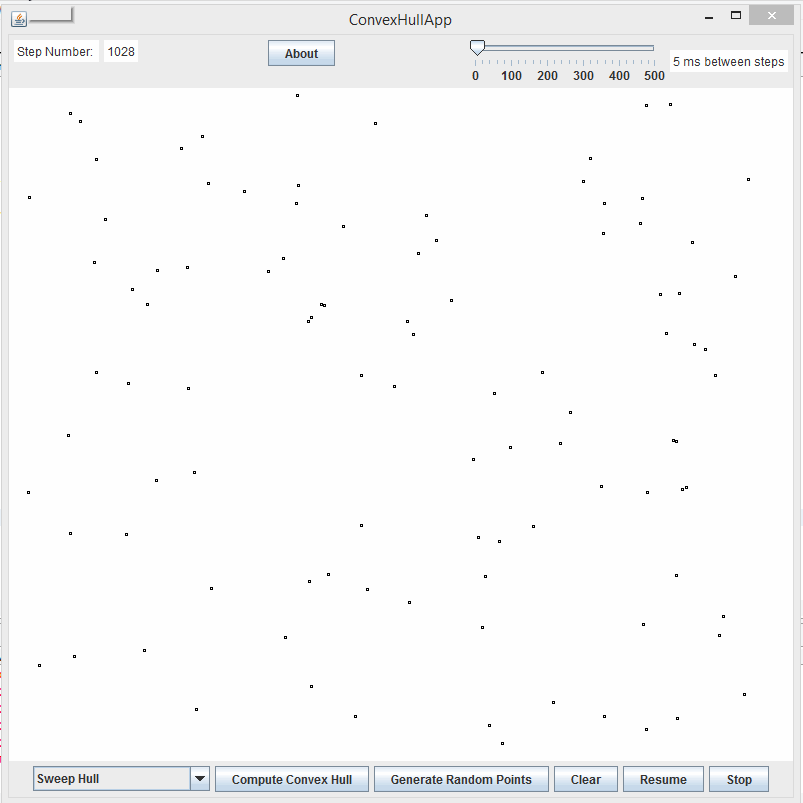 ConvexHullApp
Step Number: 1028
About
0 100 200 300 400 500
5 ms between steps
Sweep Hull
Compute Convex Hull
Generate Random Points
Clear
Resume
Stop